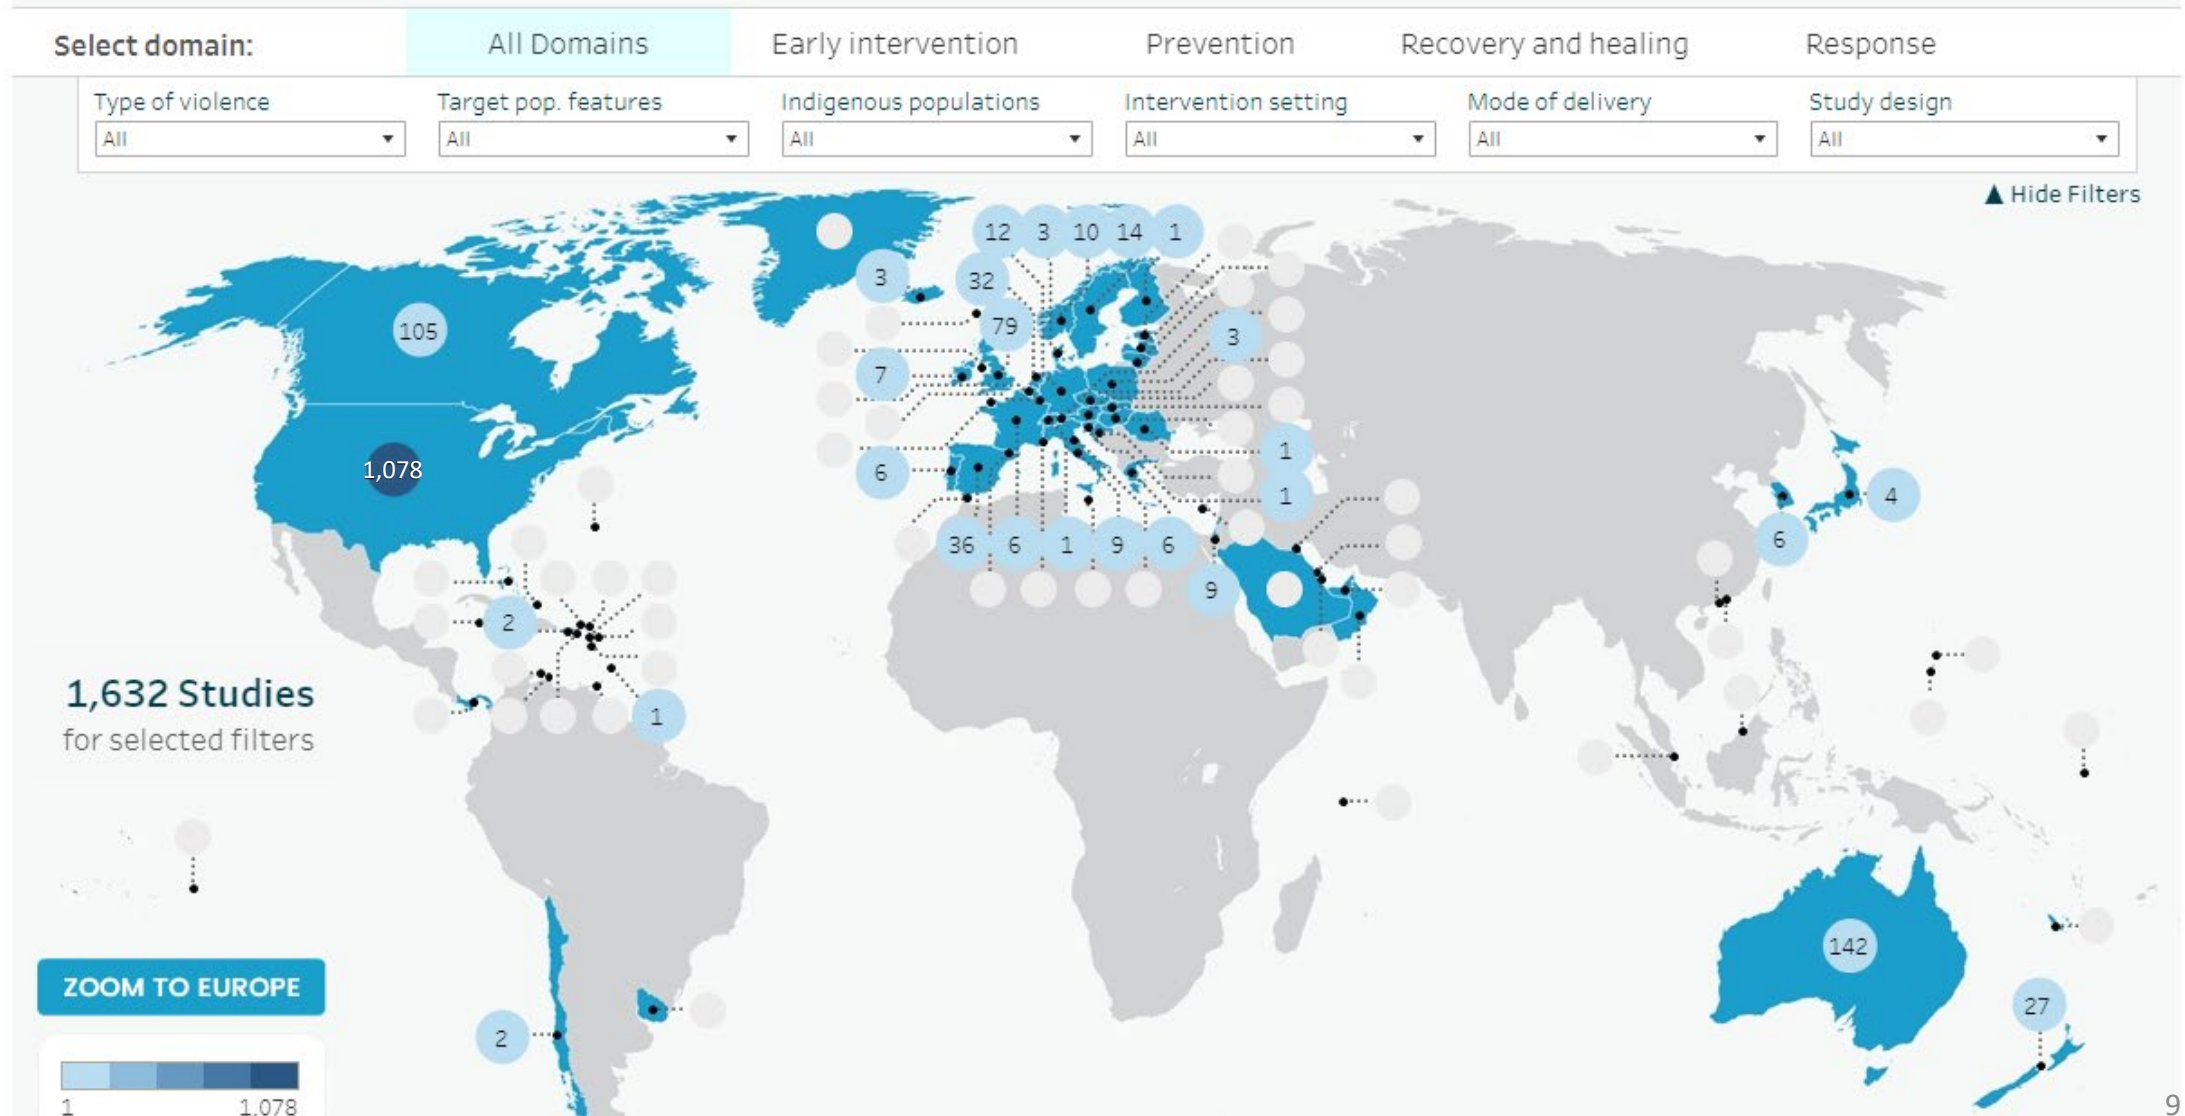 Select domain: All Domains Early intervention Prevention Recovery and healing Response
Type of violence Target pop. features Indigenous populations Intervention setting Mode of delivery Study design
All All All All All All
▲ Hide Filters
12 3 10 14 1
3 32
79
105
3
7
1,078
1
6
1
4
36 6 1 9 6
6
9
2
1,632 Studies
1
for selected filters
142
ZOOM TO EUROPE
27
2
1 1,078
9